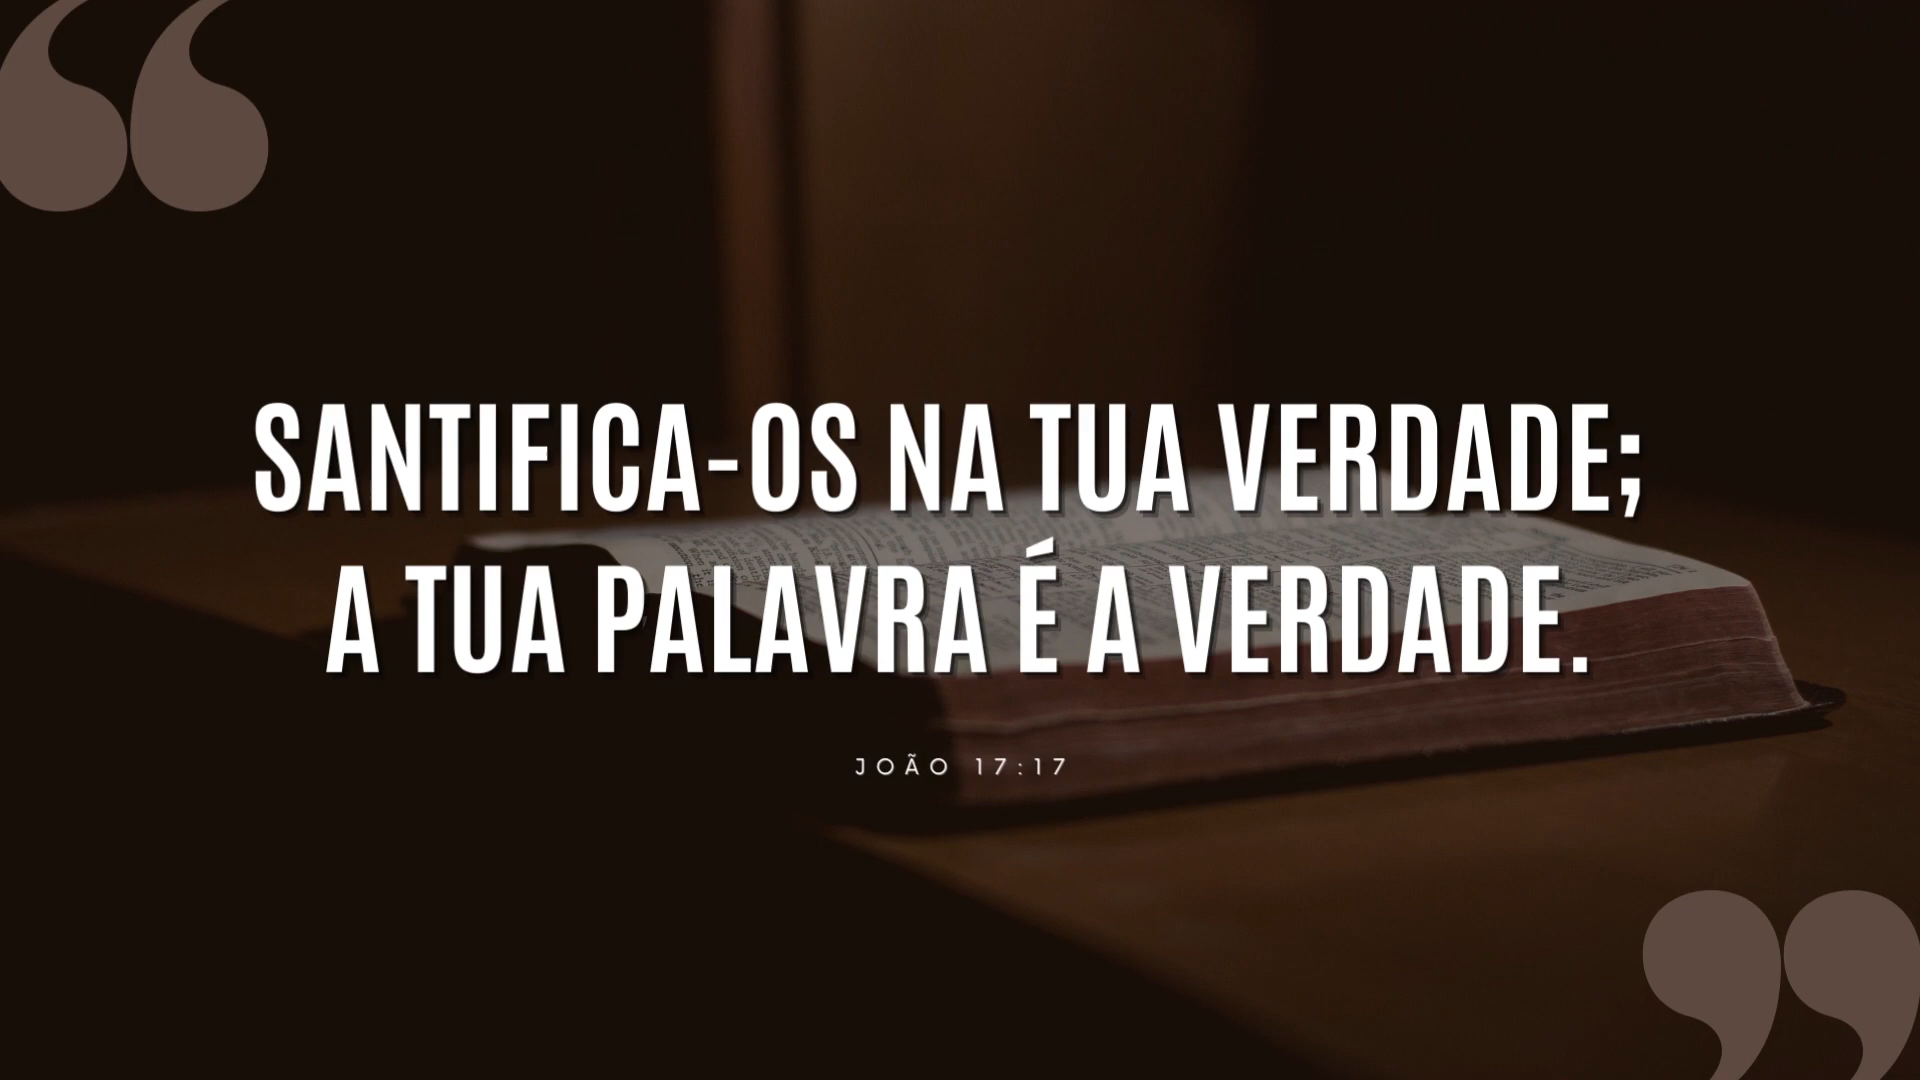 SANTIFICA-OS NA TUA VERDADE;
A TUA PALAVRA É A VERDADE.
JOÃO 17:17